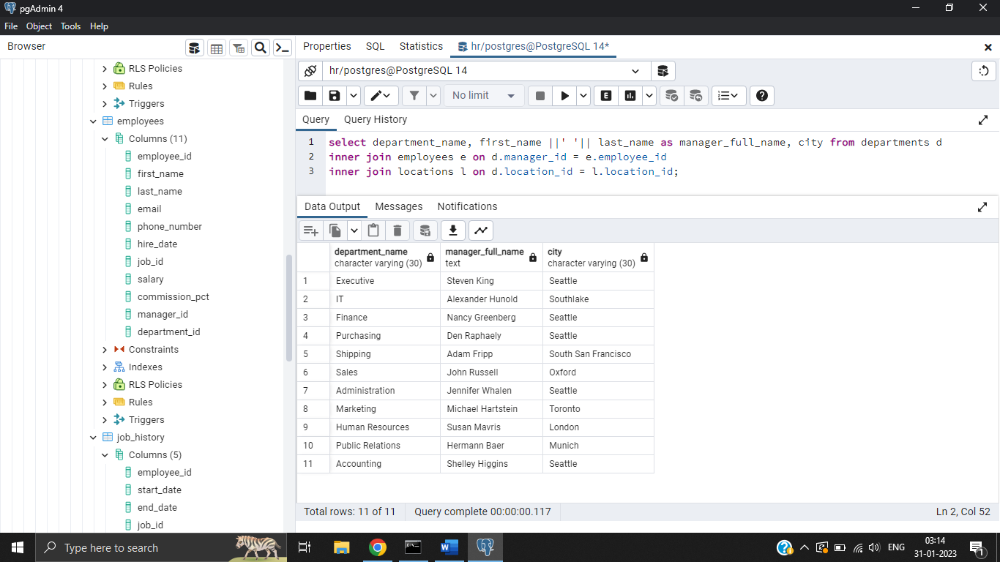 pgAdmin 4
File Object Tools Help
Browser
RLS Policies
Rules
Triggers
employees
Columns (11)
employee_id
first_name
last_name
email
phone_number
hire_date
job_id
salary
commission_pct
manager_id
department_id
Constraints
Indexes
RLS Policies
Rules
Triggers
job_history
Columns (5)
employee_id
start_date
end_date
job_id
Properties SQL Statistics hr/postgres@PostgreSQL 14*
hr/postgres@PostgreSQL 14
No limit E
Query Query History
1 select department_name, first_name ||' '|| last_name as manager_full_name, city from departments d
2 inner join employees e on d.manager_id = e.employee_id
3 inner join locations l on d.location_id = l.location_id;
Data Output Messages Notifications
department_name manager_full_name city
character varying (30) text character varying (30)
1 Executive Steven King Seattle
2 IT Alexander Hunold Southlake
3 Finance Nancy Greenberg Seattle
4 Purchasing Den Raphaely Seattle
5 Shipping Adam Fripp South San Francisco
6 Sales John Russell Oxford
7 Administration Jennifer Whalen Seattle
8 Marketing Michael Hartstein Toronto
9 Human Resources Susan Mavris London
10 Public Relations Hermann Baer Munich
11 Accounting Shelley Higgins Seattle
Total rows: 11 of 11 Query complete 00:00:00.117 Ln 2, Col 52
Type here to search
ENG
03:14
31-01-2023
1